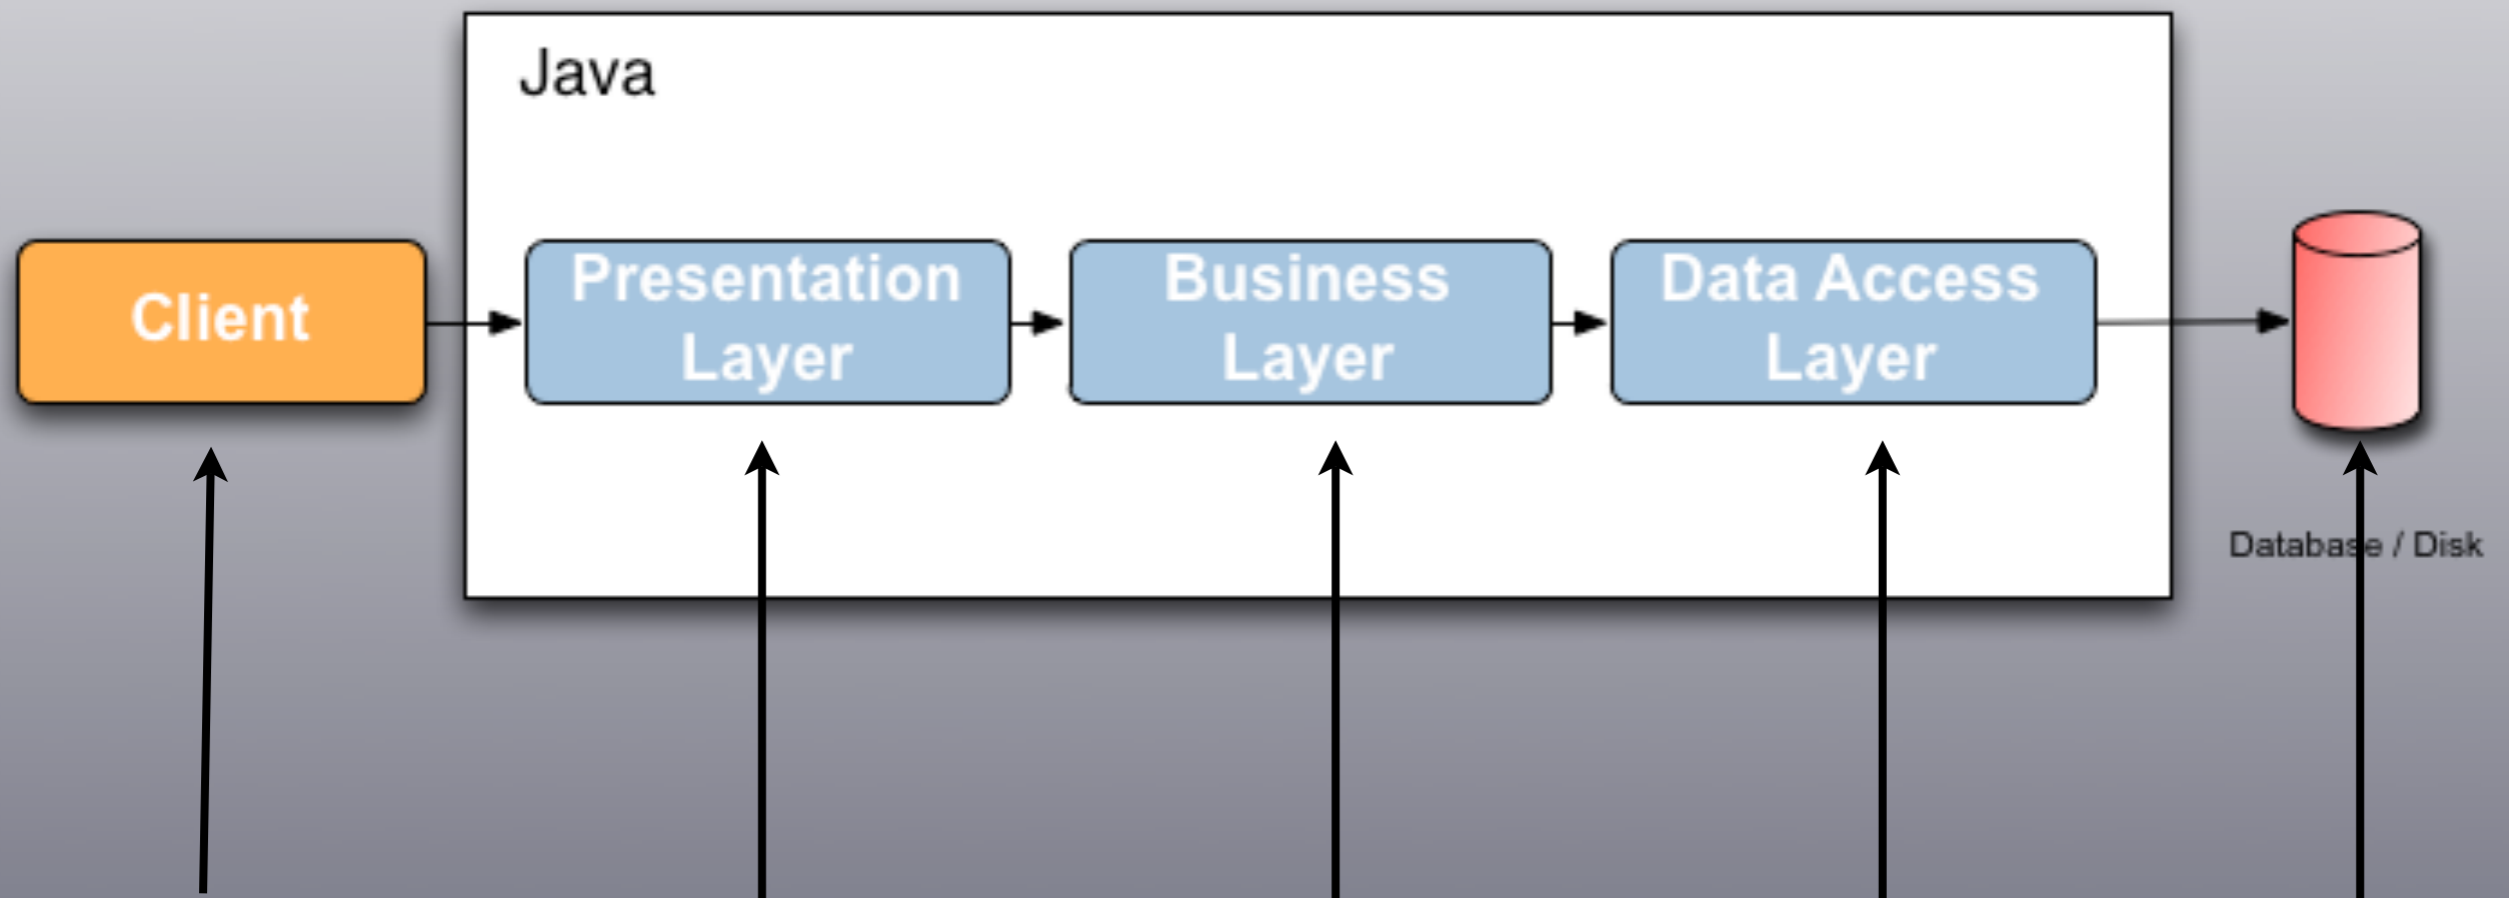 Java
Client
Presentation
Layer
Business
Layer
Data Access
Layer
Database / Disk